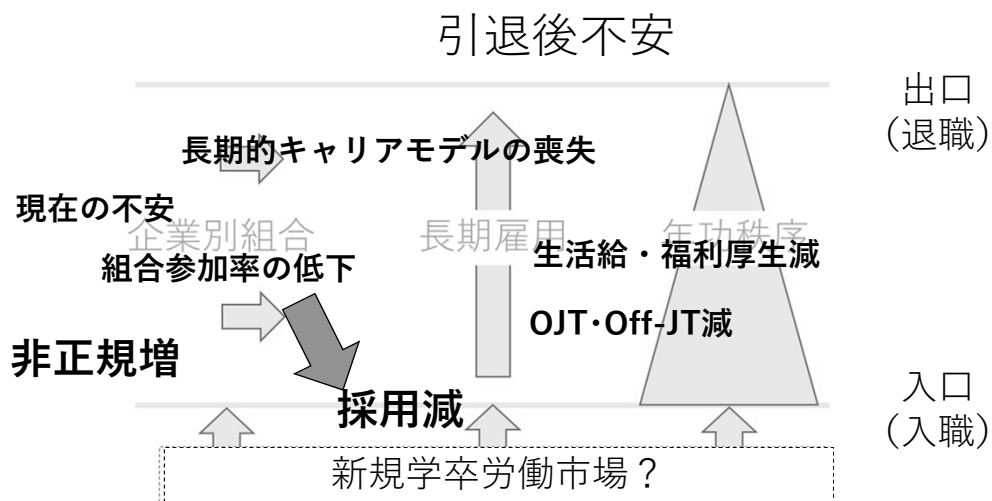 引退後不安
出口
(退職)
長期的キャリアモデルの喪失
現在の不安
企業別組合
長期雇用
年功秩序
生活給・福利厚生減
組合参加率の低下
OJT・Off-JT減
非正規増
採用減
入口
(入職)
新規学卒労働市場？